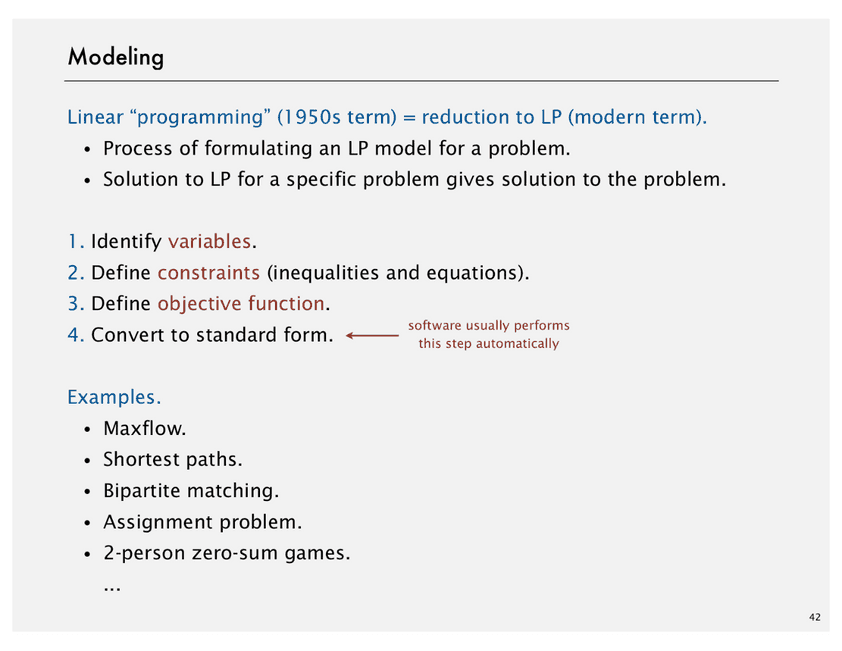 Modeling
Linear “programming” (1950s term) = reduction to LP (modern term).
• Process of formulating an LP model for a problem.
• Solution to LP for a specific problem gives solution to the problem.
1. Identify variables.
2. Define constraints (inequalities and equations).
3. Define objective function.
4. Convert to standard form.
software usually performs
this step automatically
Examples.
• Maxflow.
• Shortest paths.
• Bipartite matching.
• Assignment problem.
• 2-person zero-sum games.
...
42